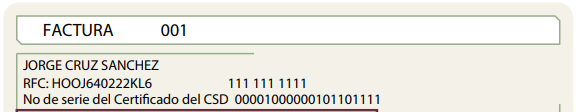 FACTURA 001
JORGE CRUZ SANCHEZ
RFC: HOOJ640222KL6 111 111 1111
No de serie del Certificado del CSD 00001000000101101111